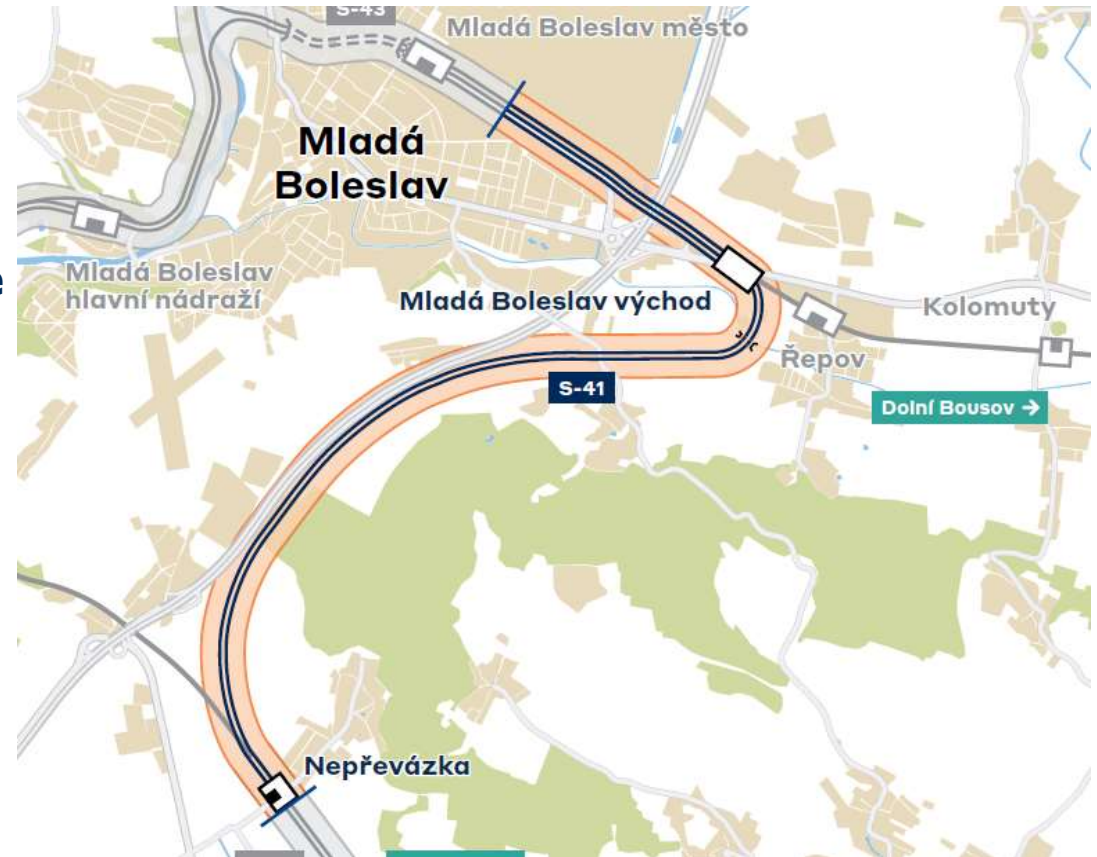 S-43
Mladá Boleslav město
Mladá
Boleslav
Mladá Boleslav
hlavní nádraží
Mladá Boleslav východ
Kolomuty
Řepov
S-41
Dolní Bousov →
Nepřevázka